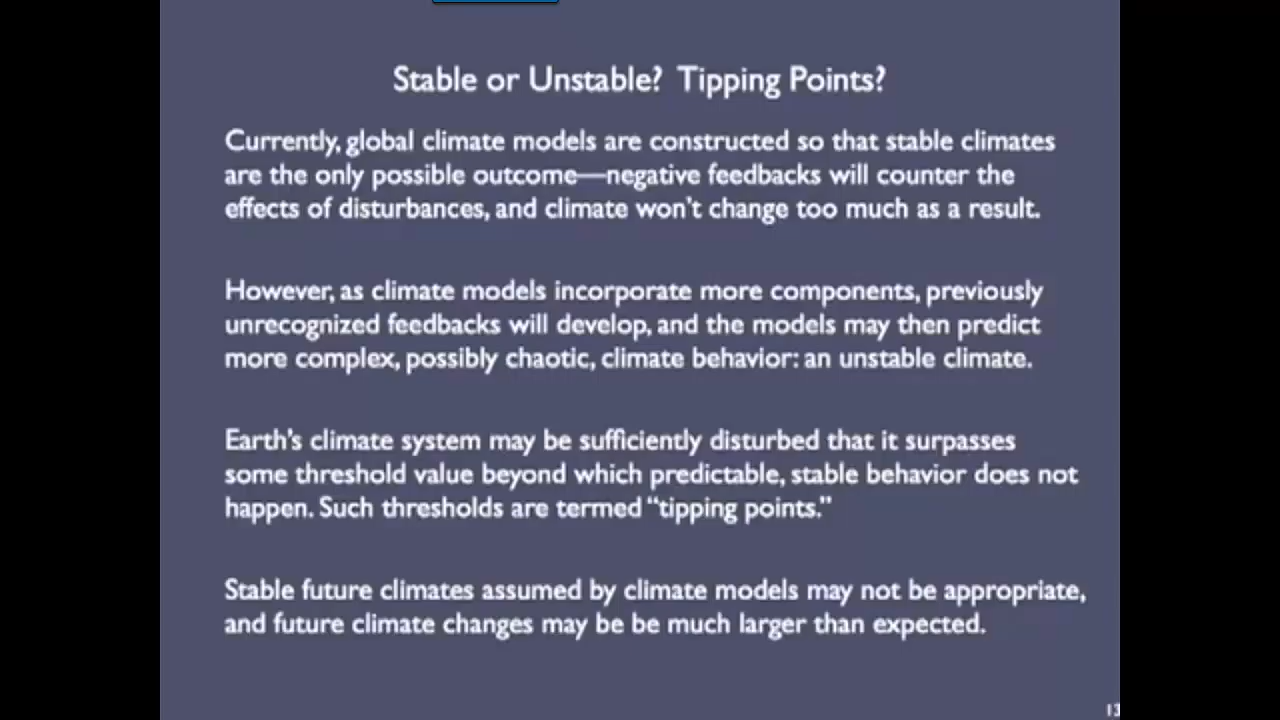 Stable or Unstable? Tipping Points?
Currently, global climate models are constructed so that stable climates
are the only possible outcome—negative feedbacks will counter the
effects of disturbances, and climate won't change too much as a result.
However, as climate models incorporate more components, previously
unrecognized feedbacks will develop, and the models may then predict
more complex, possibly chaotic, climate behavior: an unstable climate.
Earth's climate system may be sufficiently disturbed that it surpasses
some threshold value beyond which predictable, stable behavior does not
happen. Such thresholds are termed "tipping points."
Stable future climates assumed by climate models may not be appropriate,
and future climate changes may be be much larger than expected.
13